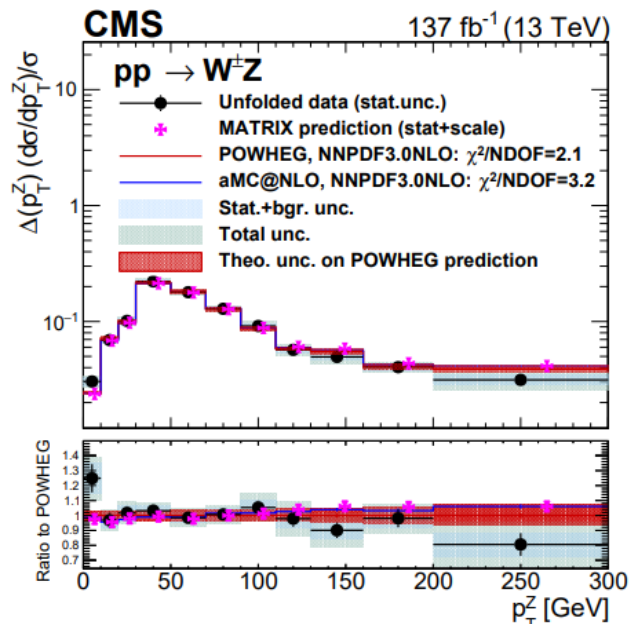 CMS 137 fb⁻¹ (13 TeV)
pp → W±Z
Unfolded data (stat.unc.)
MATRIX prediction (stat+scale)
POWHEG, NNPDF3.0NLO: χ²/NDOF=2.1
aMC@NLO, NNPDF3.0NLO: χ²/NDOF=3.2
Stat.+bgr. unc.
Total unc.
Theo. unc. on POWHEG prediction
Δ(p_T^Z) (dσ/dp_T^Z)/σ
10
1
10⁻¹
Ratio to POWHEG
1.4
1.3
1.2
1.1
1
0.9
0.8
0.7
0 50 100 150 200 250 300
p_T^Z [GeV]